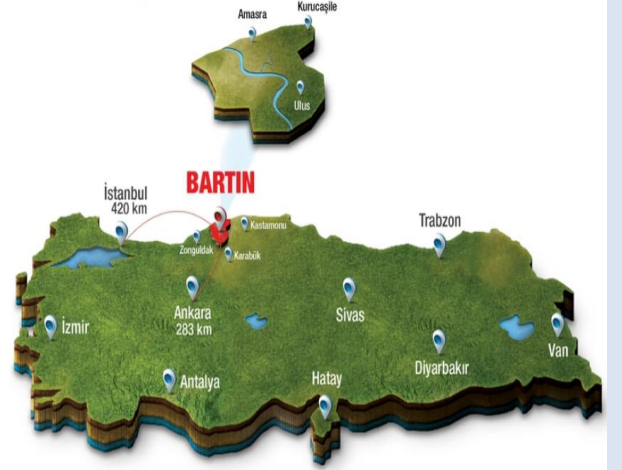 Amasra
Kurucaşile
Ulus
BARTIN
İstanbul
420 km
Kastamonu
Trabzon
Zonguldak
Karabük
Ankara
283 km
Sivas
İzmir
Van
Diyarbakır
Antalya
Hatay